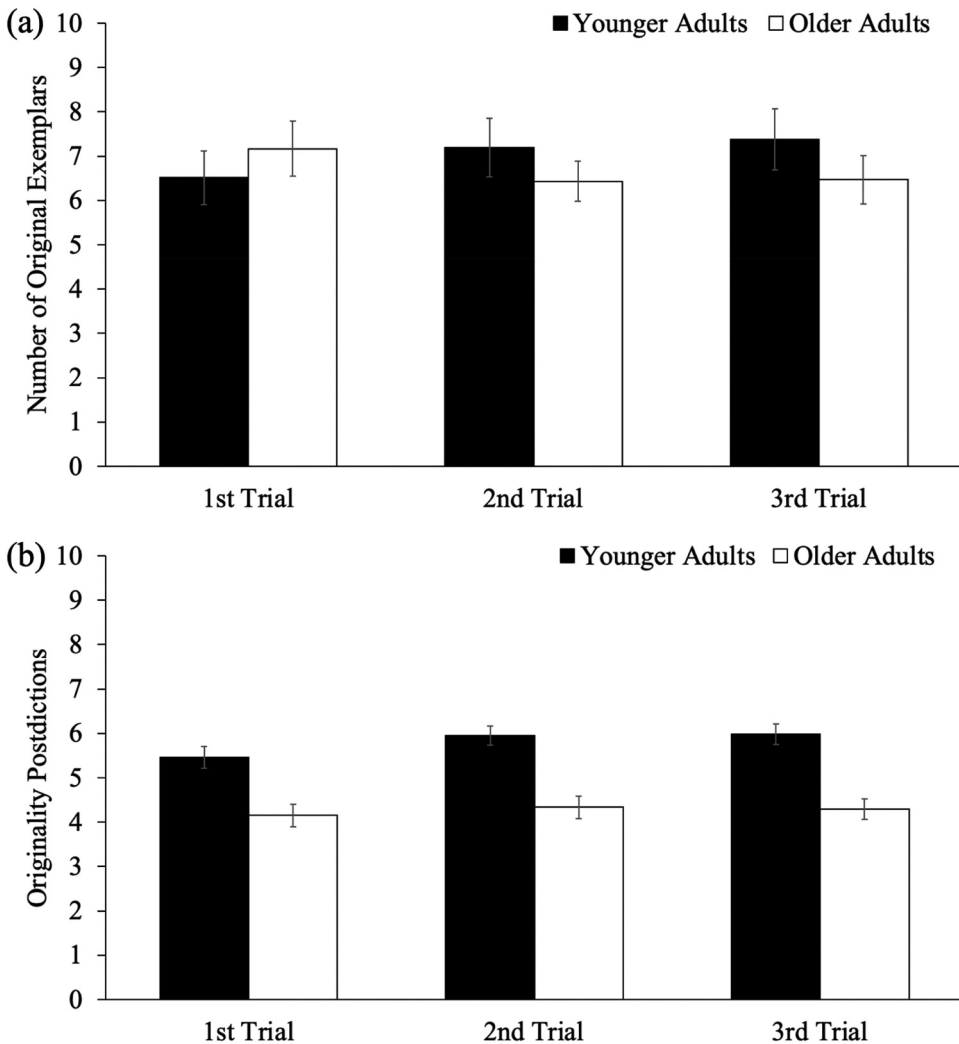 (a)
■ Younger Adults □ Older Adults
Number of Original Exemplars
10
9
8
7
6
5
4
3
2
1
0
1st Trial 2nd Trial 3rd Trial
(b)
■ Younger Adults □ Older Adults
Originality Postdictions
10
9
8
7
6
5
4
3
2
1
0
1st Trial 2nd Trial 3rd Trial